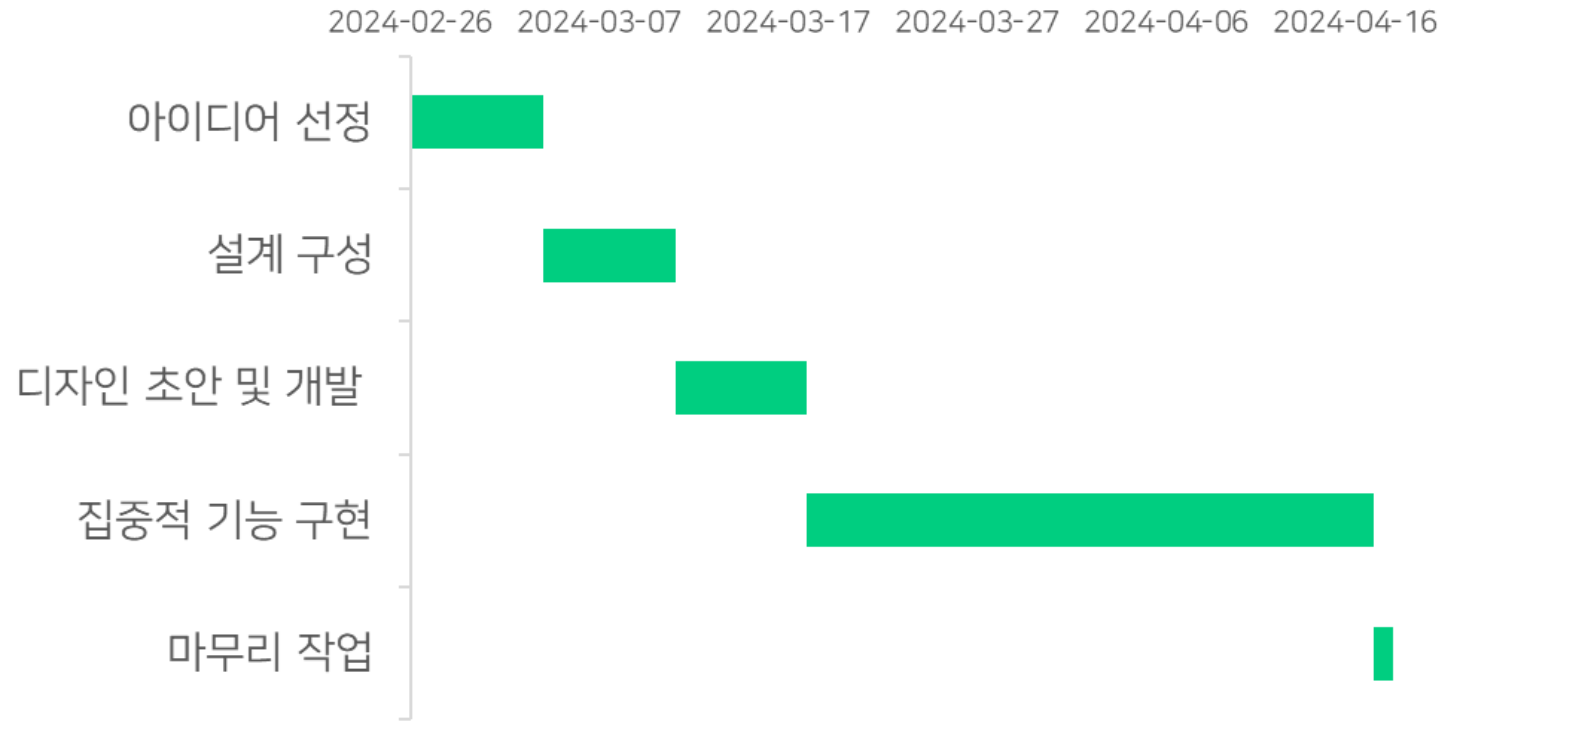 2024-02-26 2024-03-07 2024-03-17 2024-03-27 2024-04-06 2024-04-16
아이디어 선정
설계 구성
디자인 초안 및 개발
집중적 기능 구현
마무리 작업